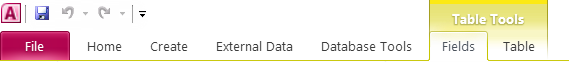 A
Table Tools
File Home Create External Data Database Tools Fields Table